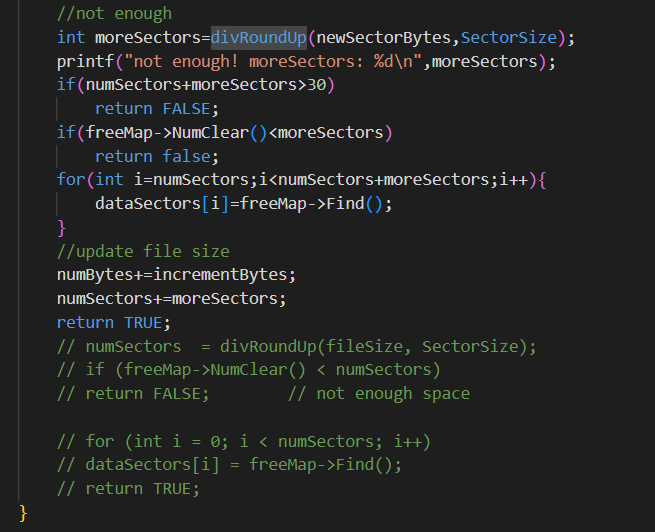 //not enough
int moreSectors=divRoundUp(newSectorBytes,SectorSize);
printf("not enough! moreSectors: %d\n",moreSectors);
if(numSectors+moreSectors>30)
    return FALSE;
if(freeMap->NumClear()<moreSectors)
    return false;
for(int i=numSectors;i<numSectors+moreSectors;i++){
    dataSectors[i]=freeMap->Find();
}
//update file size
numBytes+=incrementBytes;
numSectors+=moreSectors;
return TRUE;
// numSectors  = divRoundUp(fileSize, SectorSize);
// if (freeMap->NumClear() < numSectors)
// return FALSE;        // not enough space
// for (int i = 0; i < numSectors; i++)
// dataSectors[i] = freeMap->Find();
// return TRUE;
}